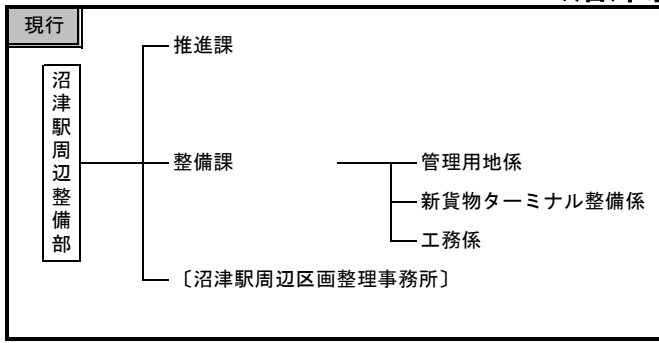 現行
沼津駅周辺整備部
推進課
整備課
管理用地係
新貨物ターミナル整備係
工務係
〔沼津駅周辺区画整理事務所〕